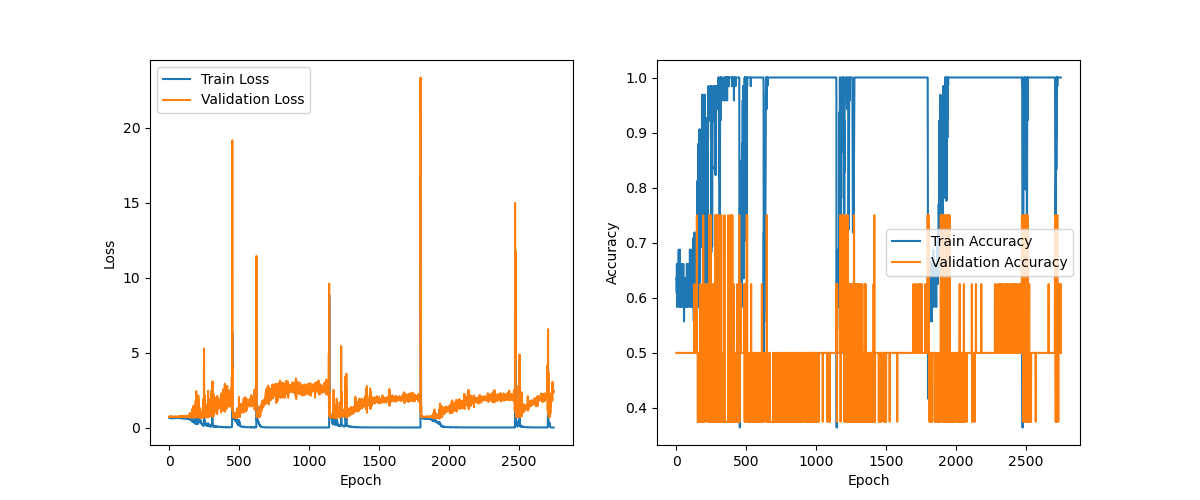 Train Loss
Validation Loss
Loss
20
15
10
5
0
0 500 1000 1500 2000 2500
Epoch
Train Accuracy
Validation Accuracy
Accuracy
1.0
0.9
0.8
0.7
0.6
0.5
0.4
0 500 1000 1500 2000 2500
Epoch